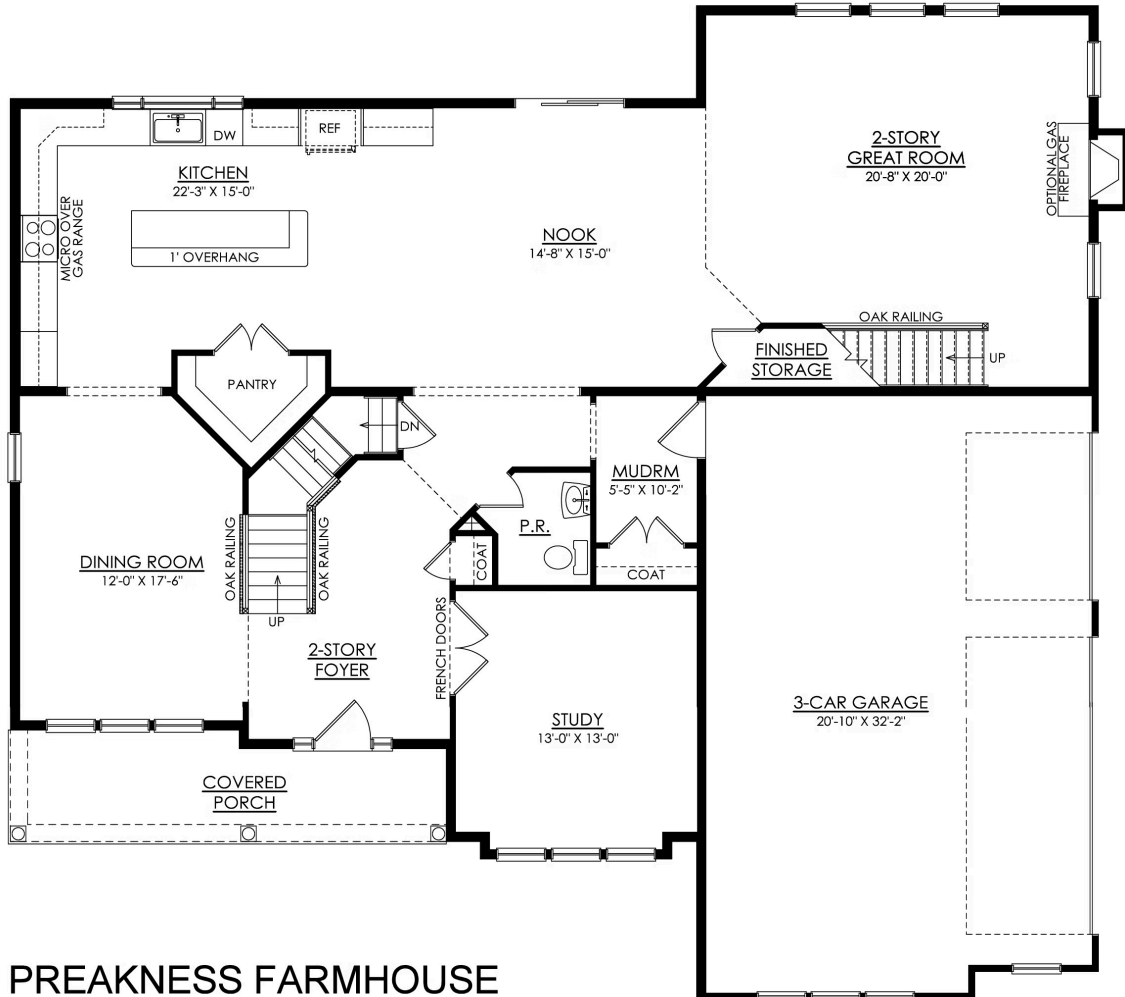 2-STORY
GREAT ROOM
20'-8" X 20'-0"
OPTIONAL GAS
FIREPLACE
DW
REF
KITCHEN
22'-3" X 15'-0"
MICRO OVER
GAS RANGE
1' OVERHANG
NOOK
14'-8" X 15'-0"
OAK RAILING
UP
FINISHED
STORAGE
PANTRY
DN
MUDRM
5'-5" X 10'-2"
P.R.
COAT
COAT
DINING ROOM
12'-0" X 17'-6"
OAK RAILING
OAK RAILING
UP
2-STORY
FOYER
FRENCH DOORS
STUDY
13'-0" X 13'-0"
3-CAR GARAGE
20'-10" X 32'-2"
COVERED
PORCH
PREAKNESS FARMHOUSE